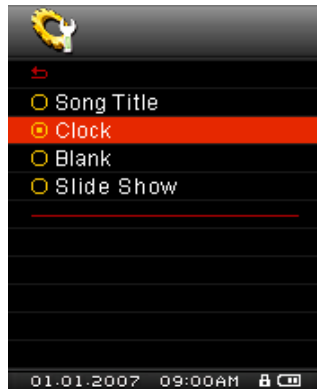 Song Title
Clock
Blank
Slide Show
01.01.2007 09:00AM